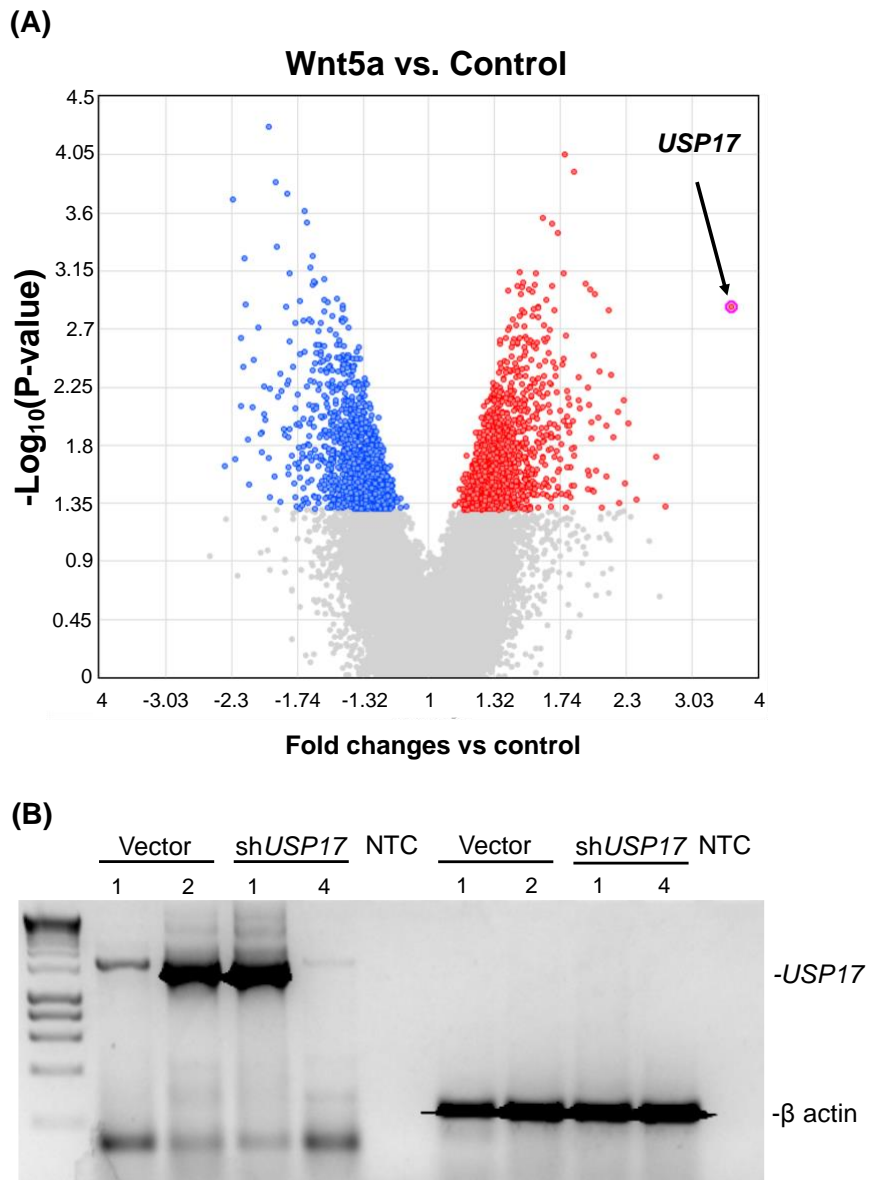 (A)
Wnt5a vs. Control
4.5
4.05
3.6
3.15
2.7
2.25
1.8
1.35
0.9
0.45
0
-Log10(P-value)
USP17
4 -3.03 -2.3 -1.74 -1.32 1 1.32 1.74 2.3 3.03 4
Fold changes vs control
(B)
Vector shUSP17 NTC Vector shUSP17 NTC
1 2 1 4 1 2 1 4
-USP17
-β actin